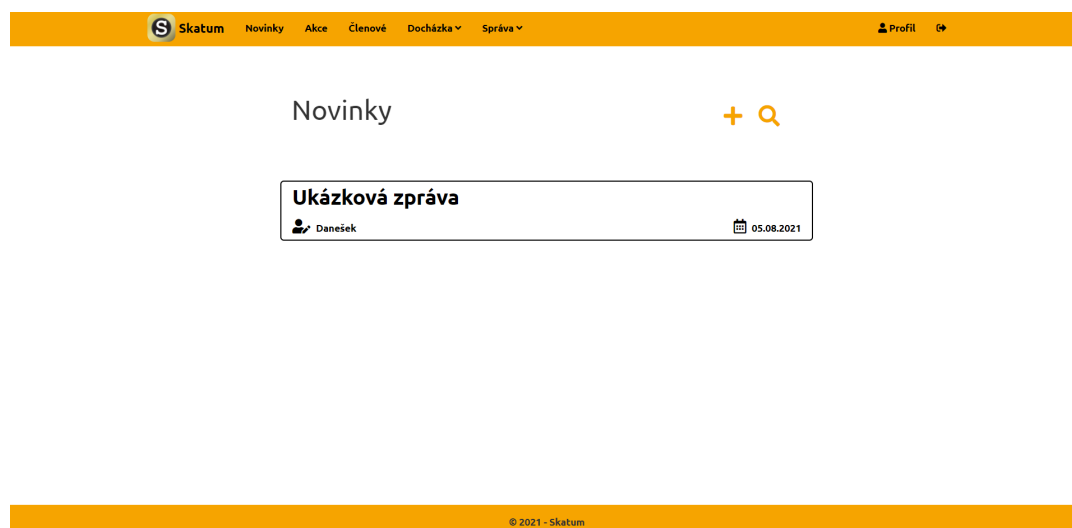 S Skatum Novinky Akce Členové Docházka Správa Profil
Novinky
Ukázková zpráva
Danešek 05.08.2021
© 2021 - Skatum